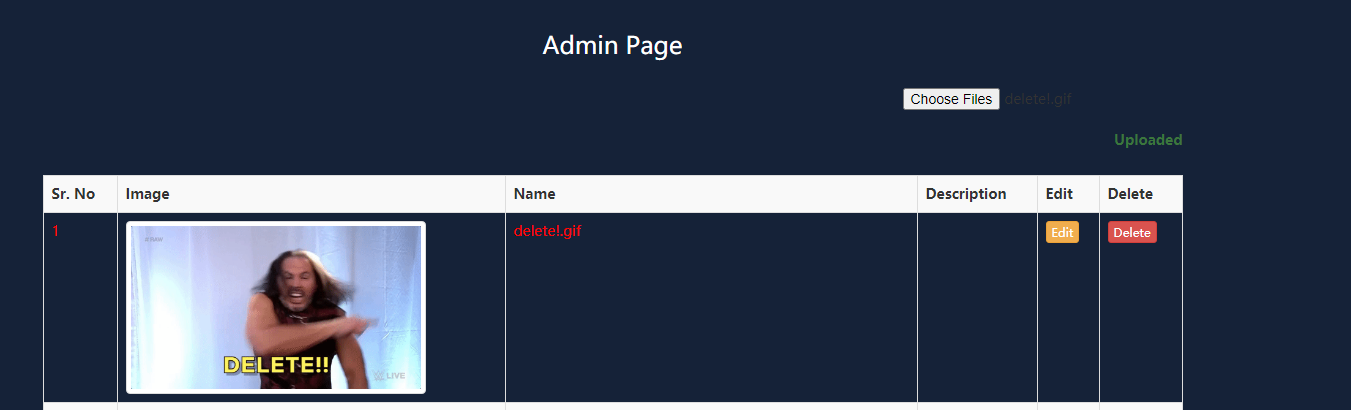 Admin Page
Choose Files delete!.gif
Uploaded
Sr. No Image Name Description Edit Delete
1 delete!.gif Edit Delete
DELETE!!
LIVE